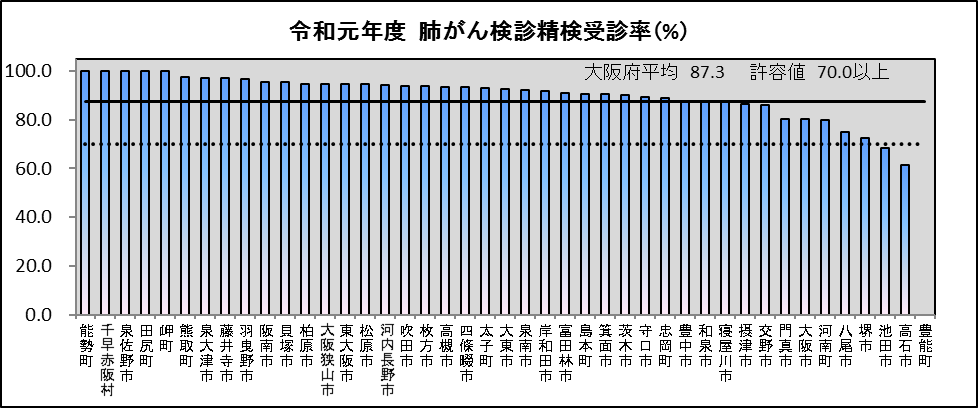 令和元年度 肺がん検診精検受診率(%)
大阪府平均 87.3 許容値 70.0以上
100.0
80.0
60.0
40.0
20.0
0.0
能勢町
千早赤阪村
泉佐野市
田尻町
岬町
熊取町
泉大津市
藤井寺市
羽曳野市
阪南市
貝塚市
柏原市
大阪狭山市
東大阪市
松原市
河内長野市
吹田市
枚方市
高槻市
四條畷市
太子町
大東市
泉南市
岸和田市
富田林市
島本町
箕面市
茨木市
守口市
忠岡町
豊中市
和泉市
寝屋川市
摂津市
交野市
門真市
大阪市
河南町
八尾市
堺市
池田市
高石市
豊能町